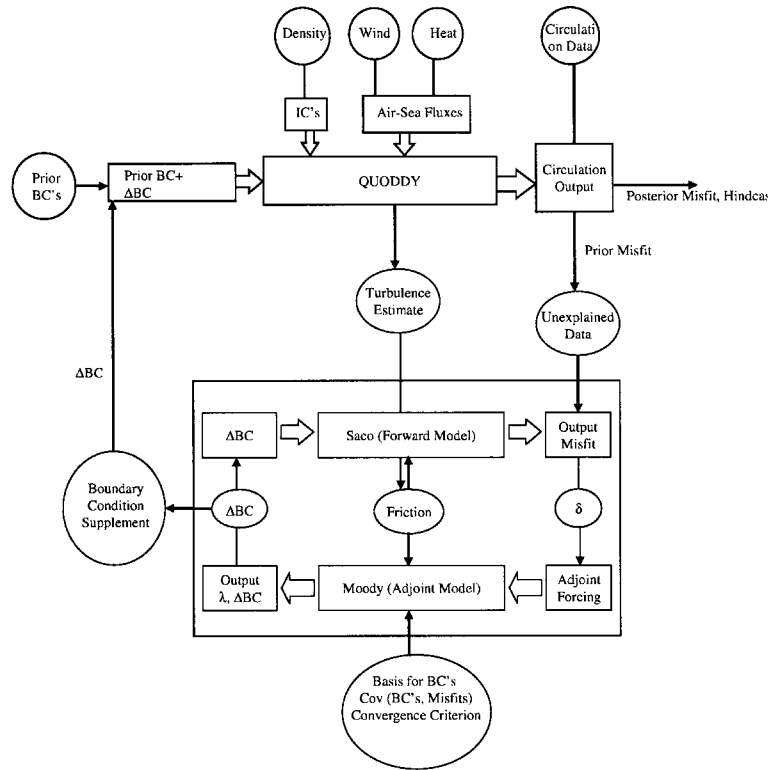 Density
Wind
Heat
Circulati
on Data
IC's
Air-Sea Fluxes
Prior
BC's
Prior BC+
ΔBC
QUODDY
Circulation
Output
Posterior Misfit, Hindcas
Prior Misfit
Turbulence
Estimate
Unexplained
Data
ΔBC
ΔBC
Saco (Forward Model)
Output
Misfit
Boundary
Condition
Supplement
ΔBC
Friction
δ
Output
λ, ΔBC
Moody (Adjoint Model)
Adjoint
Forcing
Basis for BC's
Cov (BC's, Misfits)
Convergence Criterion